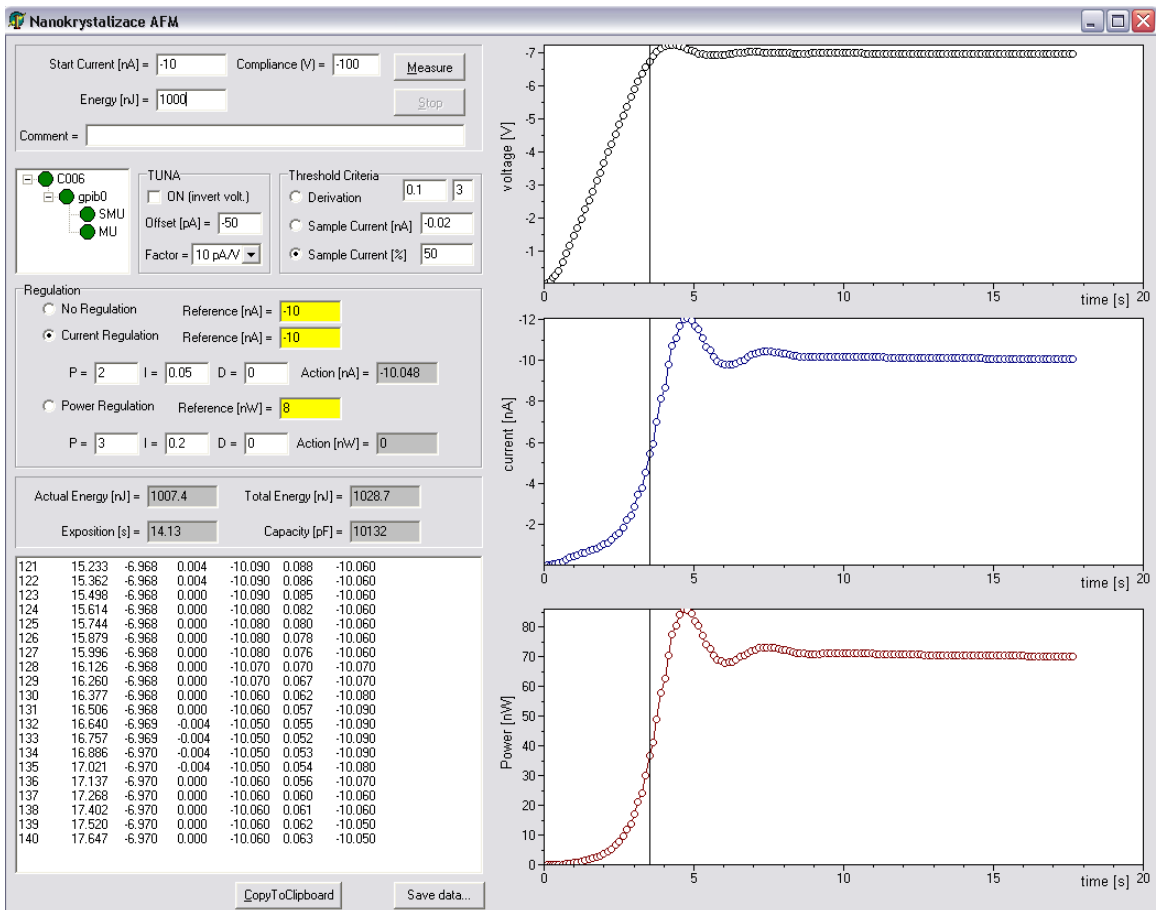 Nanokrystalizace AFM
Start Current [nA] = -10 Compliance (V) = -100 Measure
Energy [nJ] = 1000 Stop
Comment =
C006
gpib0
SMU
MU
TUNA
ON (invert volt.)
Offset [pA] = -50
Factor = 10 pA/V
Threshold Criteria
Derivation 0.1 3
Sample Current [nA] -0.02
Sample Current [%] 50
Regulation
No Regulation Reference [nA] = -10
Current Regulation Reference [nA] = -10
P = 2 I = 0.05 D = 0 Action [nA] = -10.048
Power Regulation Reference [nW] = 8
P = 3 I = 0.2 D = 0 Action [nW] = 0
Actual Energy [nJ] = 1007.4 Total Energy [nJ] = 1028.7
Exposition [s] = 14.13 Capacity [pF] = 10132
121 15.233 -6.968 0.004 -10.090 0.088 -10.060
122 15.362 -6.968 0.004 -10.090 0.086 -10.060
123 15.498 -6.968 0.000 -10.090 0.085 -10.060
124 15.614 -6.968 0.000 -10.080 0.082 -10.060
125 15.744 -6.968 0.000 -10.080 0.080 -10.060
126 15.879 -6.968 0.000 -10.080 0.078 -10.060
127 15.996 -6.968 0.000 -10.080 0.076 -10.060
128 16.126 -6.968 0.000 -10.070 0.070 -10.070
129 16.260 -6.968 0.000 -10.070 0.067 -10.070
130 16.377 -6.968 0.000 -10.060 0.062 -10.080
131 16.506 -6.968 0.000 -10.060 0.057 -10.090
132 16.640 -6.969 -0.004 -10.050 0.055 -10.090
133 16.757 -6.969 -0.004 -10.050 0.052 -10.090
134 16.886 -6.970 -0.004 -10.050 0.053 -10.090
135 17.021 -6.970 -0.004 -10.050 0.054 -10.080
136 17.137 -6.970 0.000 -10.060 0.056 -10.070
137 17.268 -6.970 0.000 -10.060 0.060 -10.060
138 17.402 -6.970 0.000 -10.060 0.061 -10.060
139 17.520 -6.970 0.000 -10.060 0.062 -10.050
140 17.647 -6.970 0.000 -10.060 0.063 -10.050
CopyToClipboard Save data...
voltage [V]
-7
-6
-5
-4
-3
-2
-1
0 5 10 15 20
time [s]
current [nA]
-12
-10
-8
-6
-4
-2
0 5 10 15 20
time [s]
Power [nW]
80
70
60
50
40
30
20
10
0
0 5 10 15 20
time [s]